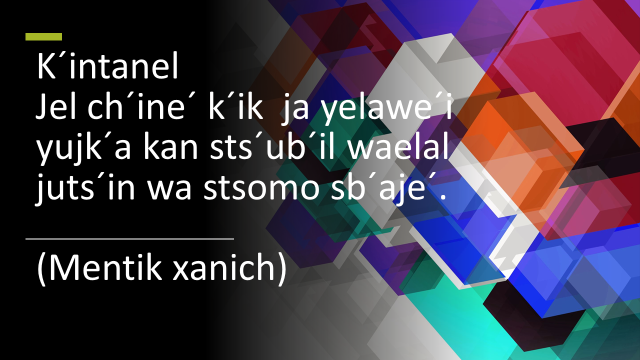 K´intanel
Jel ch´ine´ k´ik  ja yelawe´i
yujk´a kan sts´ub´il waelal
juts´in wa stsomo sb´aje´.
(Mentik xanich)